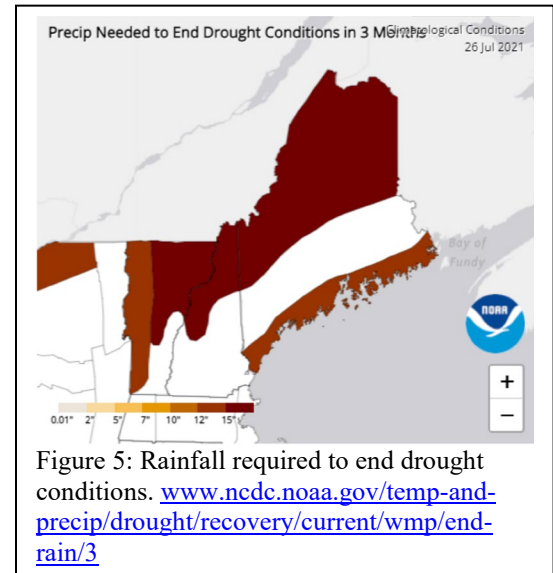 Precip Needed to End Drought Conditions in 3 Months
Climatological Conditions
26 Jul 2021
Bay of
Fundy
NOAA
+
−
0.01" 2" 5" 7" 10" 12" 15"
Figure 5: Rainfall required to end drought
conditions. www.ncdc.noaa.gov/temp-and-
precip/drought/recovery/current/wmp/end-
rain/3